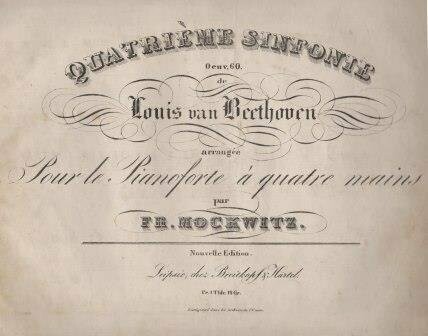 QUATRIÈME SINFONIE
Oeuv. 60.
de
Louis van Beethoven
arrangée
Pour le Pianoforte à quatre mains
par
FR. MOCKWITZ.
Nouvelle Edition.
Leipsic, chez Breitkopf & Härtel.